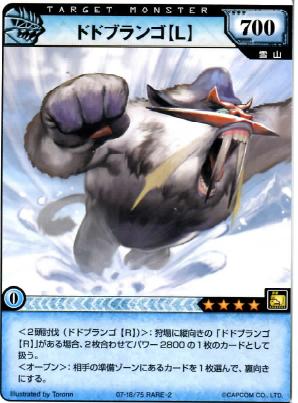 TARGET MONSTER
ドドブランゴ【L】
700
雪山
0
＜2頭討伐（ドドブランゴ【R】）＞：狩場に縦向きの「ドドブランゴ
【R】」がある場合、2枚合わせてパワー2800の1枚のカードとして
扱う。
＜オープン＞：相手の準備ゾーンにあるカードを1枚選んで、裏向き
にする。
Illustrated by Toronn
07-18/75 RARE-2
©CAPCOM CO., LTD.